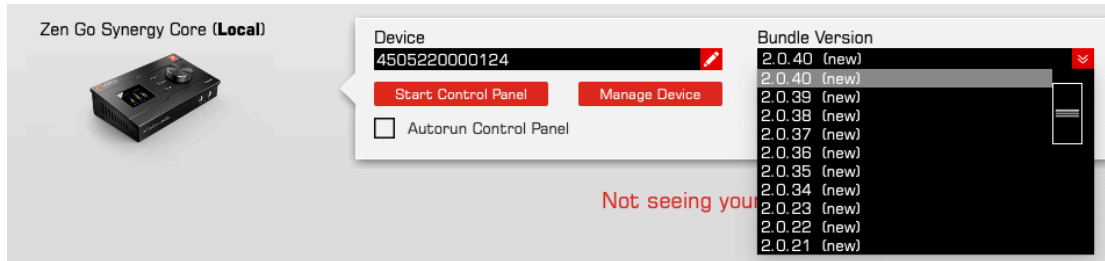 Zen Go Synergy Core (Local)
Device
4505220000124
Start Control Panel
Manage Device
Autorun Control Panel
Bundle Version
2.0.40 (new)
2.0.40 (new)
2.0.39 (new)
2.0.38 (new)
2.0.37 (new)
2.0.36 (new)
2.0.35 (new)
2.0.34 (new)
2.0.23 (new)
2.0.22 (new)
2.0.21 (new)
Not seeing you